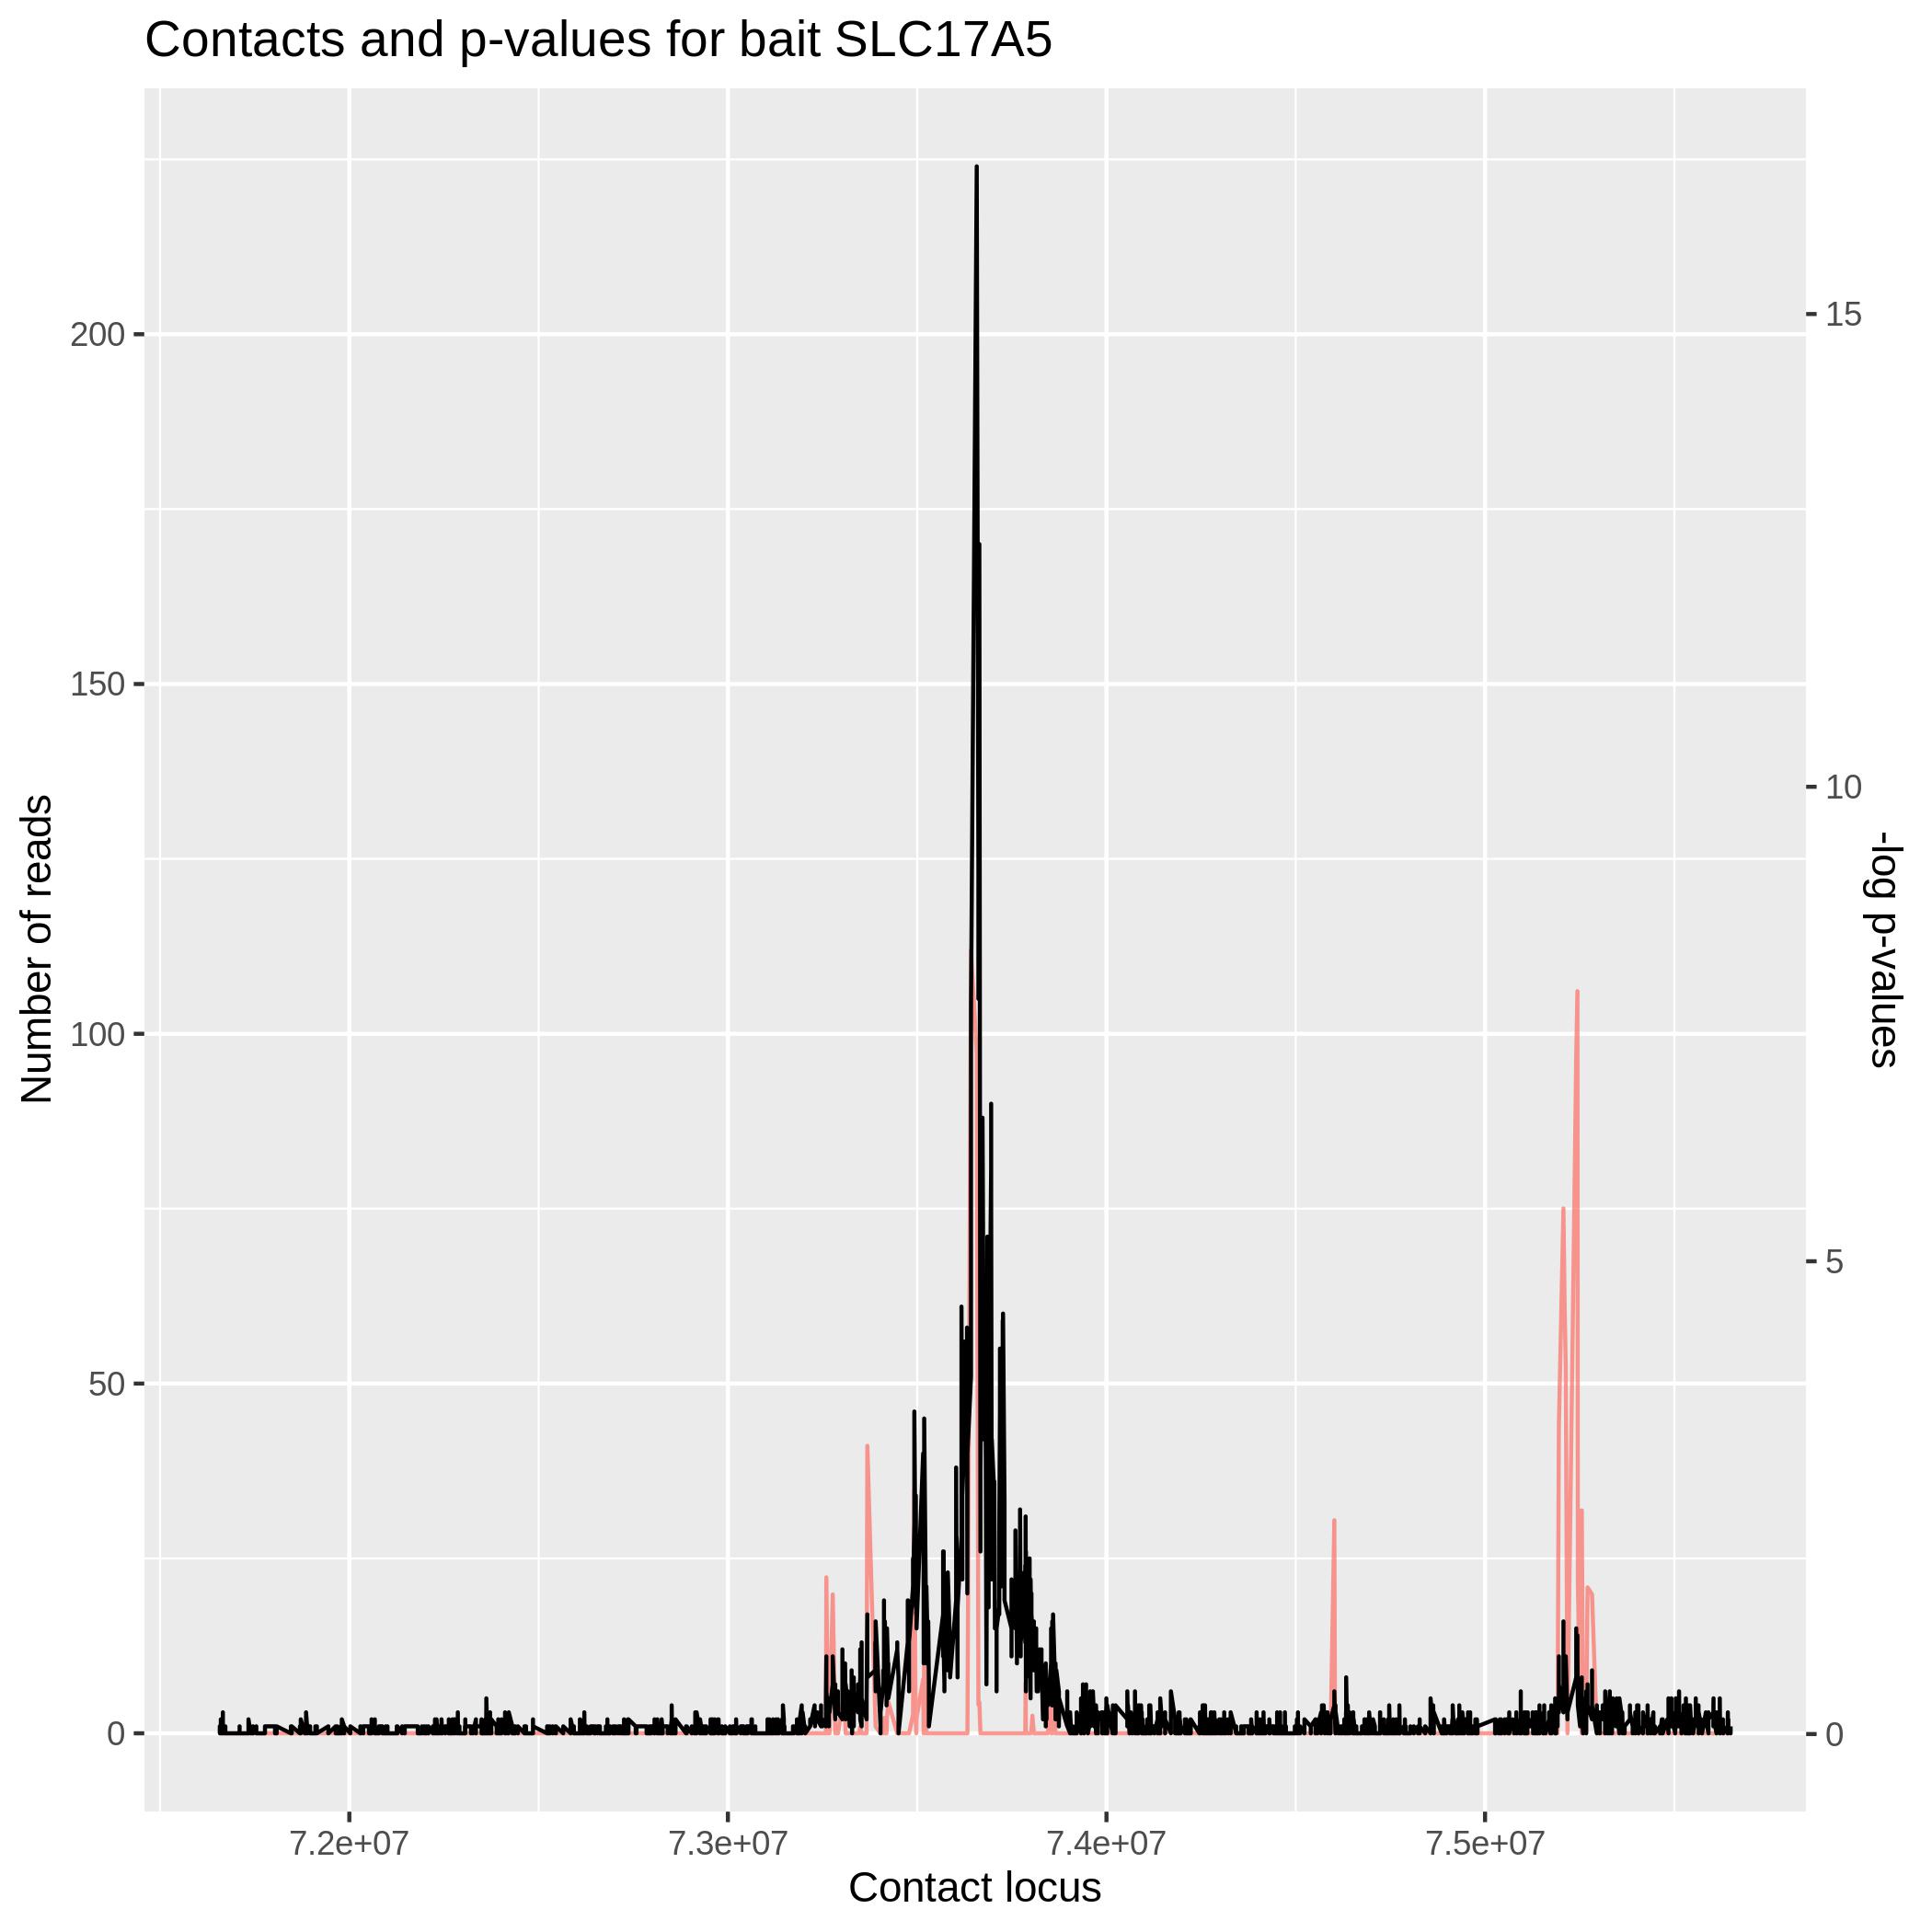 Contacts and p-values for bait SLC17A5
Number of reads
200
150
100
50
0
15
10
5
0
-log p-values
7.2e+07 7.3e+07 7.4e+07 7.5e+07
Contact locus